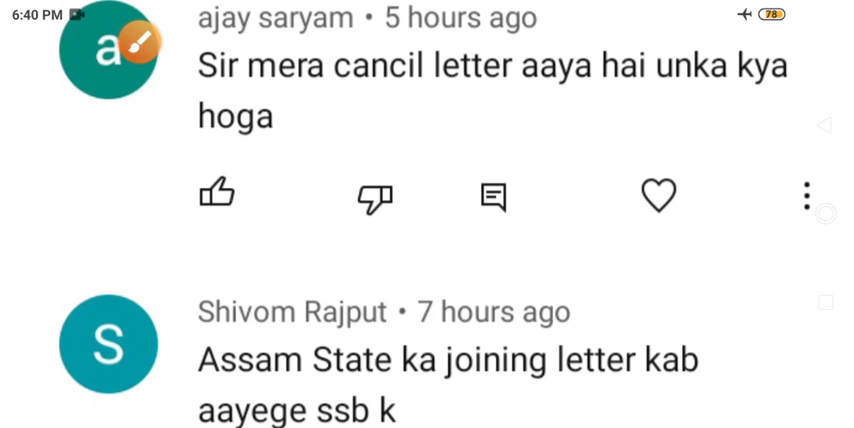 6:40 PM
78
a
ajay saryam • 5 hours ago
Sir mera cancil letter aaya hai unka kya
hoga
S
Shivom Rajput • 7 hours ago
Assam State ka joining letter kab
aayege ssb k